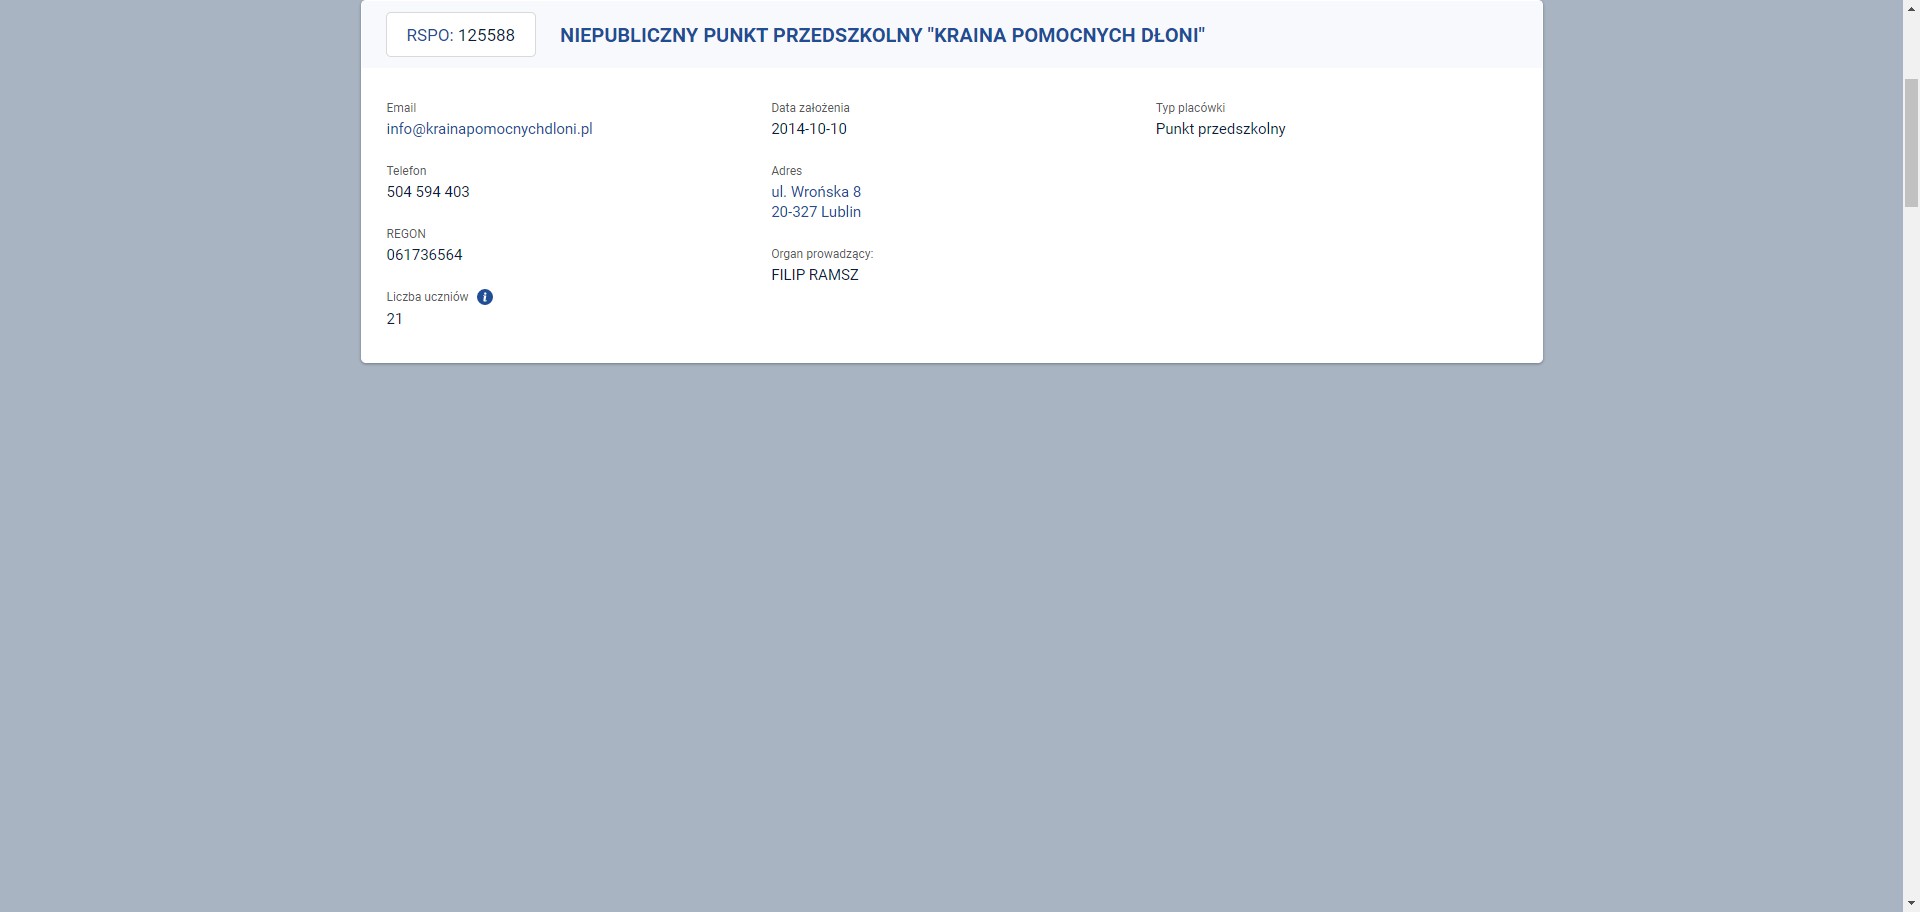 RSPO: 125588
NIEPUBLICZNY PUNKT PRZEDSZKOLNY "KRAINA POMOCNYCH DŁONI"
Email
info@krainapomocnychdloni.pl
Telefon
504 594 403
REGON
061736564
Liczba uczniów i
21
Data założenia
2014-10-10
Adres
ul. Wrońska 8
20-327 Lublin
Organ prowadzący:
FILIP RAMSZ
Typ placówki
Punkt przedszkolny